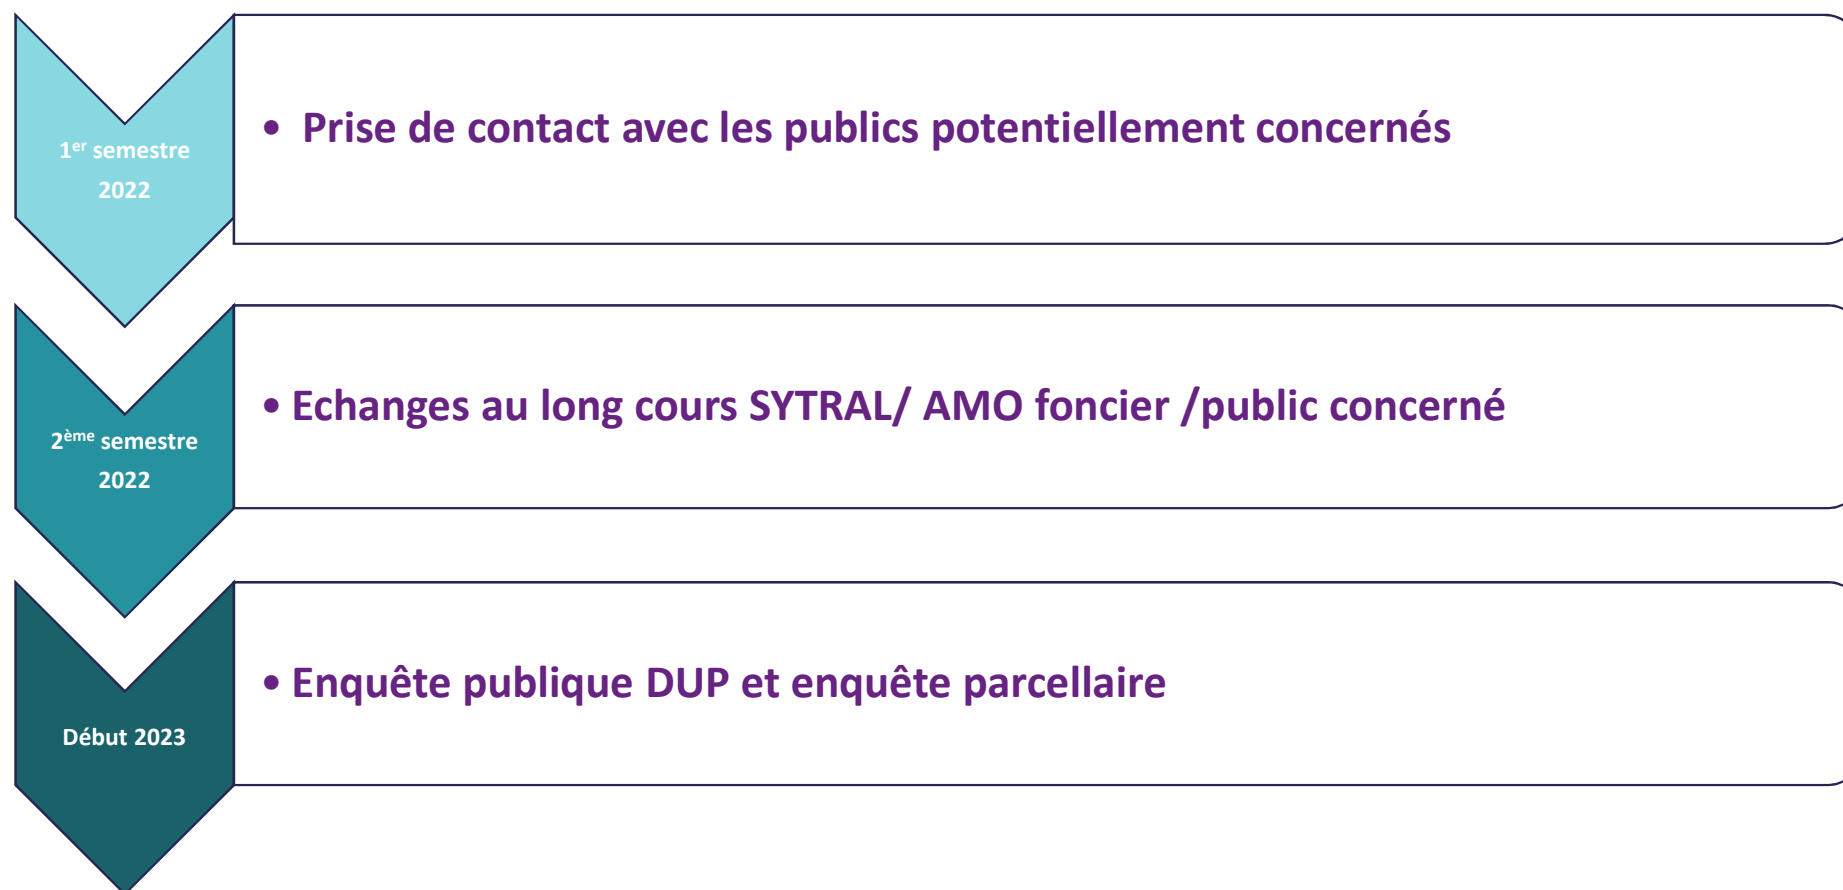 1er semestre
2022
• Prise de contact avec les publics potentiellement concernés
2ème semestre
2022
• Echanges au long cours SYTRAL/ AMO foncier /public concerné
Début 2023
• Enquête publique DUP et enquête parcellaire